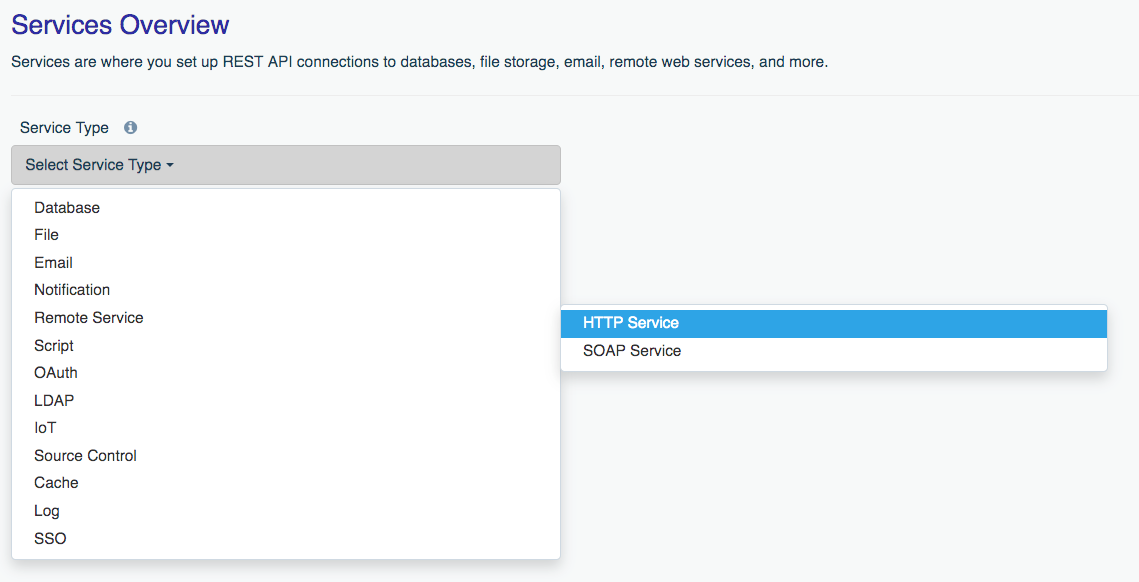 Services Overview
Services are where you set up REST API connections to databases, file storage, email, remote web services, and more.
Service Type
Select Service Type
Database
File
Email
Notification
Remote Service
HTTP Service
SOAP Service
Script
OAuth
LDAP
IoT
Source Control
Cache
Log
SSO